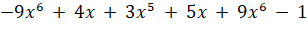 −9x⁶ + 4x + 3x⁵ + 5x + 9x⁶ − 1